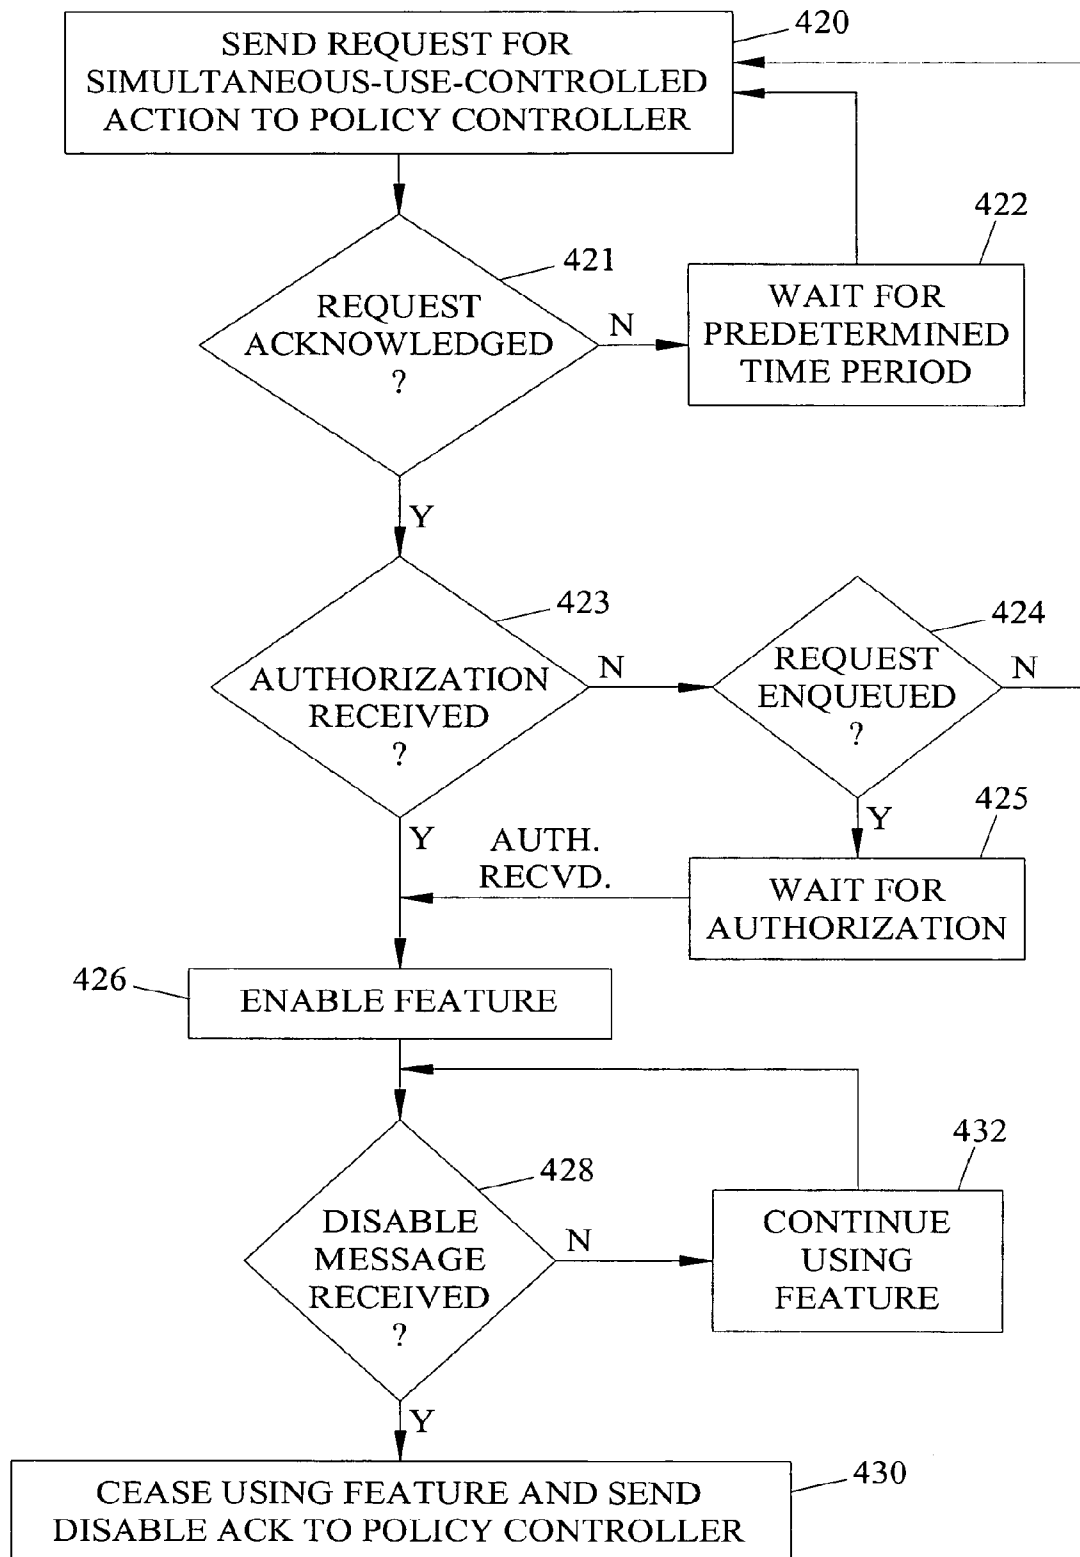 420
SEND REQUEST FOR
SIMULTANEOUS-USE-CONTROLLED
ACTION TO POLICY CONTROLLER
422
421
REQUEST
ACKNOWLEDGED
?
N
WAIT FOR
PREDETERMINED
TIME PERIOD
Y
423
AUTHORIZATION
RECEIVED
?
N
424
REQUEST
ENQUEUED
?
N
Y
Y
425
AUTH.
RECVD.
WAIT FOR
AUTHORIZATION
426
ENABLE FEATURE
428
DISABLE
MESSAGE
RECEIVED
?
N
432
CONTINUE
USING
FEATURE
Y
430
CEASE USING FEATURE AND SEND
DISABLE ACK TO POLICY CONTROLLER